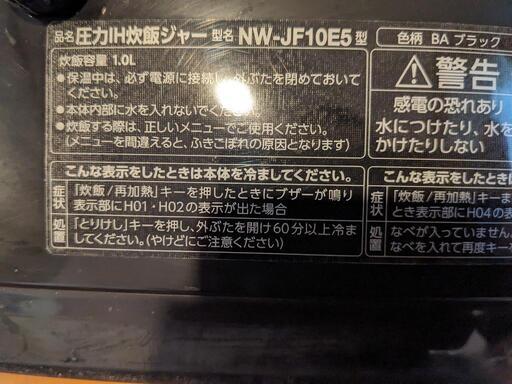 品名 圧力IH炊飯ジャー 型名 NW-JF10E5型
炊飯容量 1.0L
●保温中は、必ず電源に接続し、外ぶたを閉めておいてください。
●本体内部に水を入れないでください。
●炊飯する際は、正しいメニューでご使用ください。
(メニューを間違えると、ふきこぼれの原因となります)
色柄 BA ブラック
警告
感電の恐れあり
水につけたり、水を
かけたりしない
こんな表示をしたときは本体を冷ましてください。
症状 「炊飯/再加熱」キーを押したときにブザーが鳴り
表示部にH01・H02の表示が出た場合
処置 「とりけし」キーを押し、外ぶたを開け60分以上冷ま
してください。(やけどにご注意ください)
こんな表示をしたときに
症状 「炊飯/再加熱」キー
とき表示部にH04の表
処置 なべが入っていません
なべを入れて再度キー